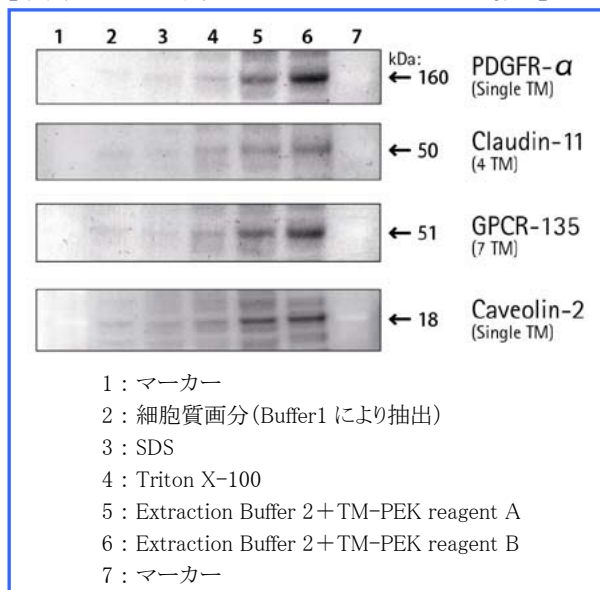 1 2 3 4 5 6 7
kDa:
← 160 PDGFR-α
(Single TM)
← 50 Claudin-11
(4 TM)
← 51 GPCR-135
(7 TM)
← 18 Caveolin-2
(Single TM)
1 : マーカー
2 : 細胞質画分(Buffer1 により抽出)
3 : SDS
4 : Triton X-100
5 : Extraction Buffer 2+TM-PEK reagent A
6 : Extraction Buffer 2+TM-PEK reagent B
7 : マーカー